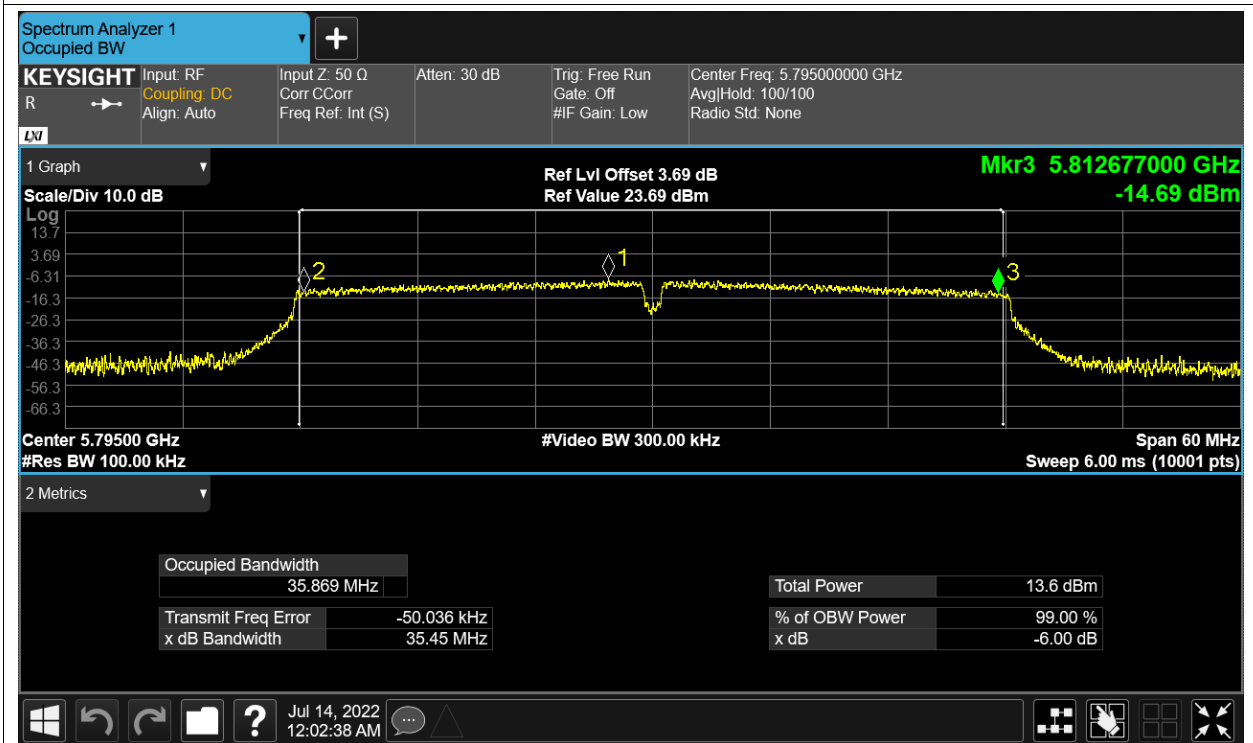 Spectrum Analyzer 1
Occupied BW
KEYSIGHT
R
LXI
Input: RF
Coupling: DC
Align: Auto
Input Z: 50 Ω
Corr CCorr
Freq Ref: Int (S)
Atten: 30 dB
Trig: Free Run
Gate: Off
#IF Gain: Low
Center Freq: 5.795000000 GHz
Avg|Hold: 100/100
Radio Std: None
1 Graph
Scale/Div 10.0 dB
Ref Lvl Offset 3.69 dB
Ref Value 23.69 dBm
Mkr3 5.812677000 GHz
-14.69 dBm
Log
13.7
3.69
-6.31
-16.3
-26.3
-36.3
-46.3
-56.3
-66.3
2
1
3
Center 5.79500 GHz
#Video BW 300.00 kHz
Span 60 MHz
#Res BW 100.00 kHz
Sweep 6.00 ms (10001 pts)
2 Metrics
Occupied Bandwidth
35.869 MHz
Transmit Freq Error -50.036 kHz
x dB Bandwidth 35.45 MHz
Total Power 13.6 dBm
% of OBW Power 99.00 %
x dB -6.00 dB
?
Jul 14, 2022
12:02:38 AM